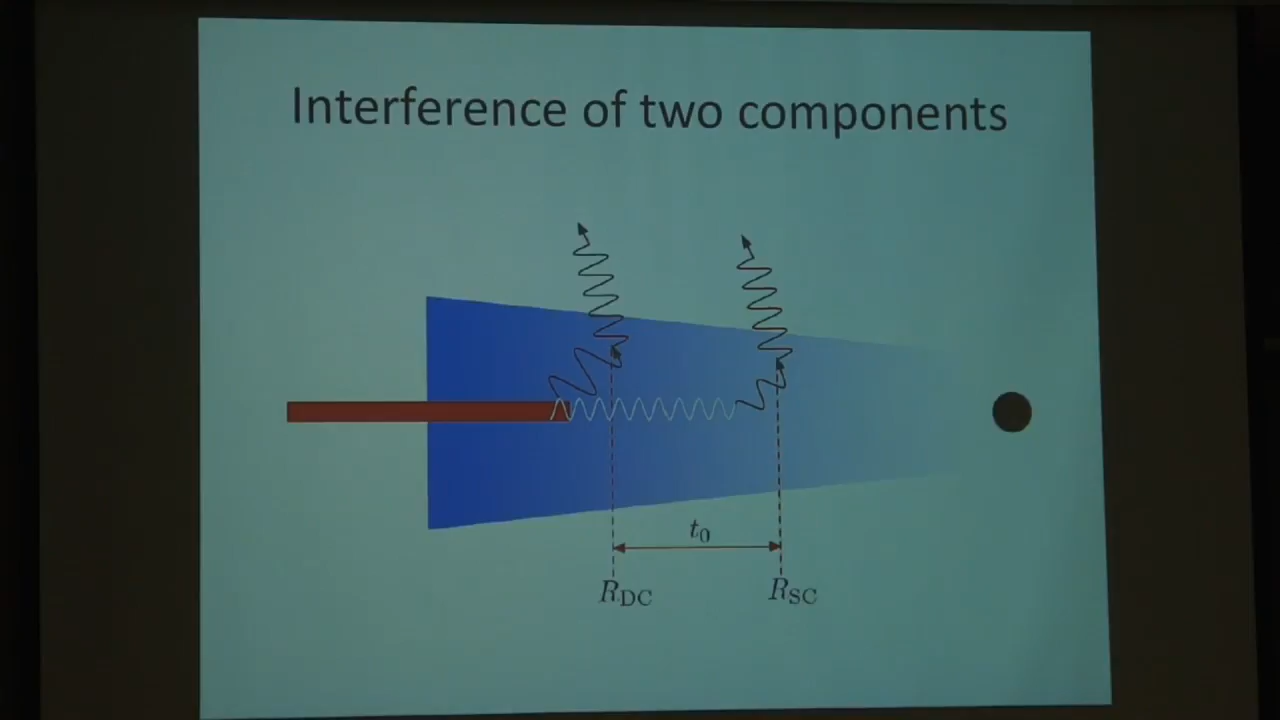 Interference of two components
t₀
R_DC R_SC